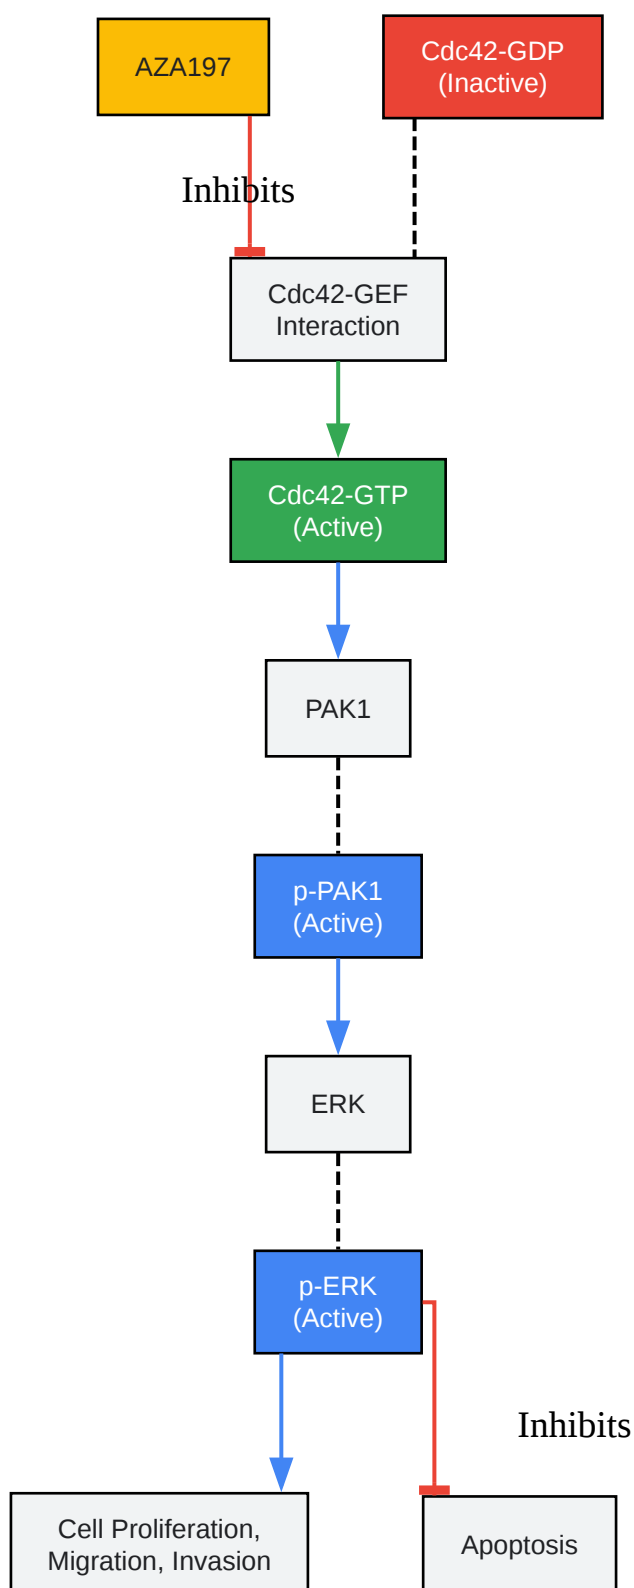 AZA197
Cdc42-GDP
(Inactive)
Inhibits
Cdc42-GEF
Interaction
Cdc42-GTP
(Active)
PAK1
p-PAK1
(Active)
ERK
p-ERK
(Active)
Inhibits
Cell Proliferation,
Migration, Invasion
Apoptosis